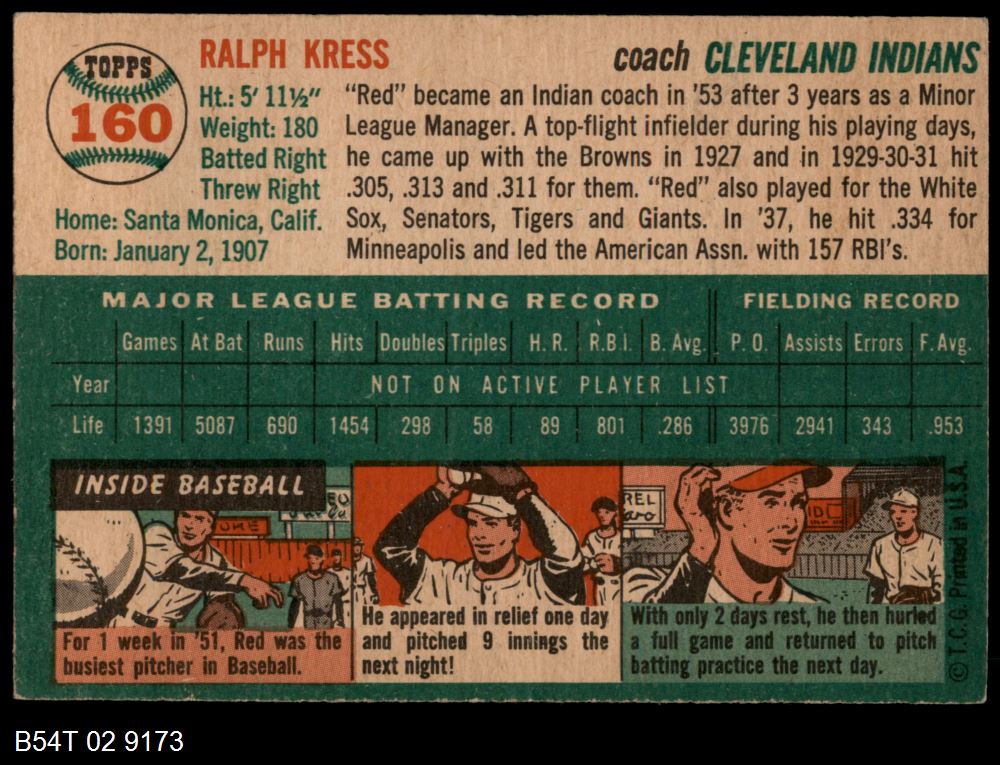 TOPPS
160
RALPH KRESS
coach CLEVELAND INDIANS
Ht.: 5' 11½"
Weight: 180
Batted Right
Threw Right
Home: Santa Monica, Calif.
Born: January 2, 1907
"Red" became an Indian coach in '53 after 3 years as a Minor
League Manager. A top-flight infielder during his playing days,
he came up with the Browns in 1927 and in 1929-30-31 hit
.305, .313 and .311 for them. "Red" also played for the White
Sox, Senators, Tigers and Giants. In '37, he hit .334 for
Minneapolis and led the American Assn. with 157 RBI's.
MAJOR LEAGUE BATTING RECORD FIELDING RECORD
Games At Bat Runs Hits Doubles Triples H. R. R.B.I. B. Avg. P. O. Assists Errors F. Avg.
Year NOT ON ACTIVE PLAYER LIST
Life 1391 5087 690 1454 298 58 89 801 .286 3976 2941 343 .953
INSIDE BASEBALL
For 1 week in '51, Red was the
busiest pitcher in Baseball.
He appeared in relief one day
and pitched 9 innings the
next night!
REL
With only 2 days rest, he then hurled
a full game and returned to pitch
batting practice the next day.
© T. C. G. Printed in U.S.A.
B54T 02 9173